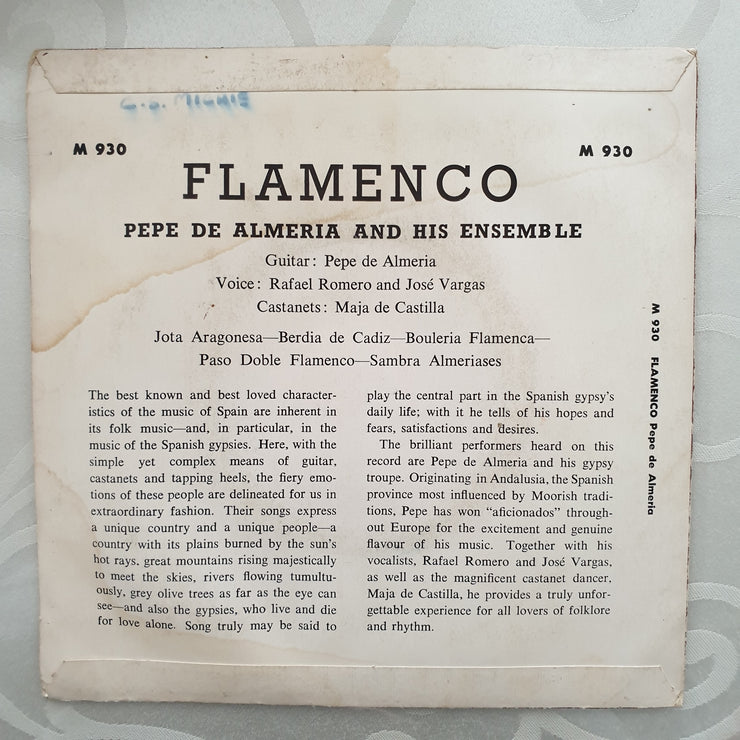 G.D. MICHIE
M 930 M 930
FLAMENCO
PEPE DE ALMERIA AND HIS ENSEMBLE
Guitar: Pepe de Almeria
Voice: Rafael Romero and José Vargas
Castanets: Maja de Castilla
Jota Aragonesa—Berdia de Cadiz—Bouleria Flamenca—
Paso Doble Flamenco—Sambra Almeriases
The best known and best loved character-
istics of the music of Spain are inherent in
its folk music—and, in particular, in the
music of the Spanish gypsies. Here, with the
simple yet complex means of guitar,
castanets and tapping heels, the fiery emo-
tions of these people are delineated for us in
extraordinary fashion. Their songs express
a unique country and a unique people—a
country with its plains burned by the sun's
hot rays, great mountains rising majestically
to meet the skies, rivers flowing tumultu-
ously, grey olive trees as far as the eye can
see—and also the gypsies, who live and die
for love alone. Song truly may be said to
play the central part in the Spanish gypsy's
daily life; with it he tells of his hopes and
fears, satisfactions and desires.
The brilliant performers heard on this
record are Pepe de Almeria and his gypsy
troupe. Originating in Andalusia, the Spanish
province most influenced by Moorish tradi-
tions, Pepe has won “aficionados” through-
out Europe for the excitement and genuine
flavour of his music. Together with his
vocalists, Rafael Romero and José Vargas,
as well as the magnificent castanet dancer,
Maja de Castilla, he provides a truly unfor-
gettable experience for all lovers of folklore
and rhythm.
M 930 FLAMENCO Pepe de Almeria